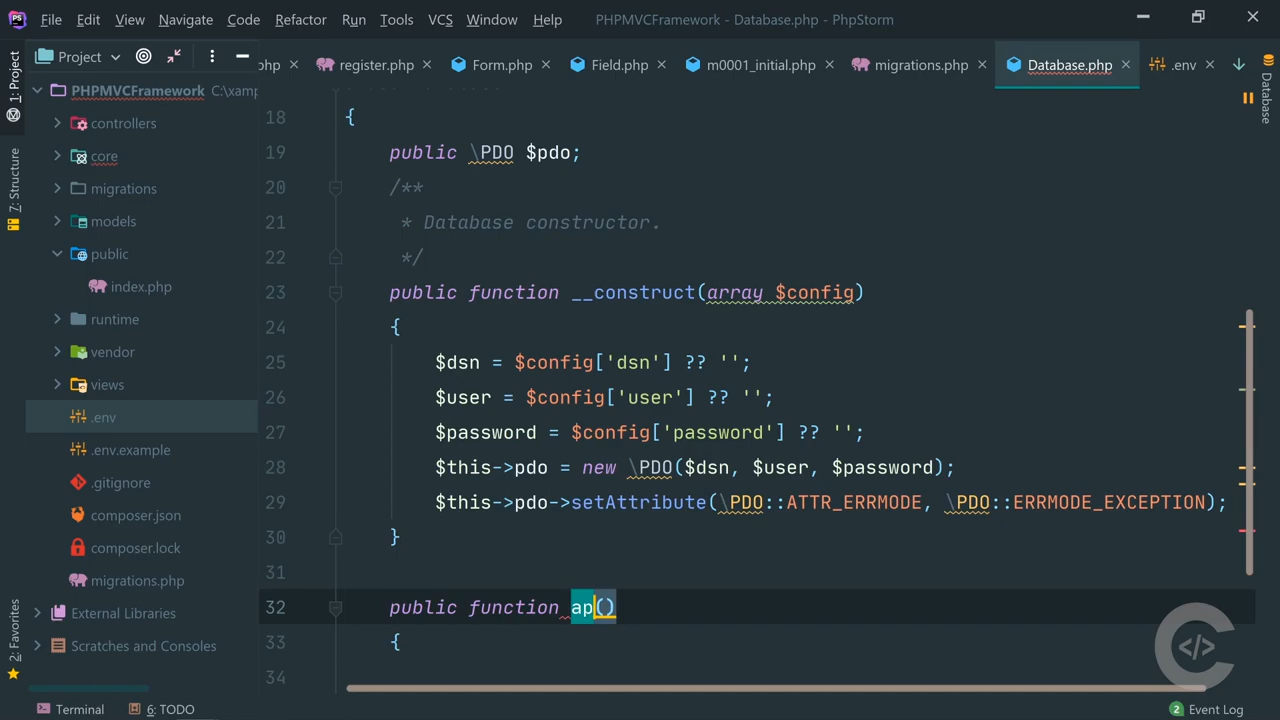 File Edit View Navigate Code Refactor Run Tools VCS Window Help PHPMVCFramework - Database.php - PhpStorm
Project
php register.php Form.php Field.php m0001_initial.php migrations.php Database.php .env
1: Project
7: Structure
2: Favorites
Database
PHPMVCFramework C:\xamp
controllers
core
migrations
models
public
index.php
runtime
vendor
views
.env
.env.example
.gitignore
composer.json
composer.lock
migrations.php
External Libraries
Scratches and Consoles
18 {
19 public \PDO $pdo;
20 /**
21 * Database constructor.
22 */
23 public function __construct(array $config)
24 {
25 $dsn = $config['dsn'] ?? '';
26 $user = $config['user'] ?? '';
27 $password = $config['password'] ?? '';
28 $this->pdo = new \PDO($dsn, $user, $password);
29 $this->pdo->setAttribute(\PDO::ATTR_ERRMODE, \PDO::ERRMODE_EXCEPTION);
30 }
31
32 public function ap()
33 {
34
</>
Terminal 6: TODO 2 Event Log